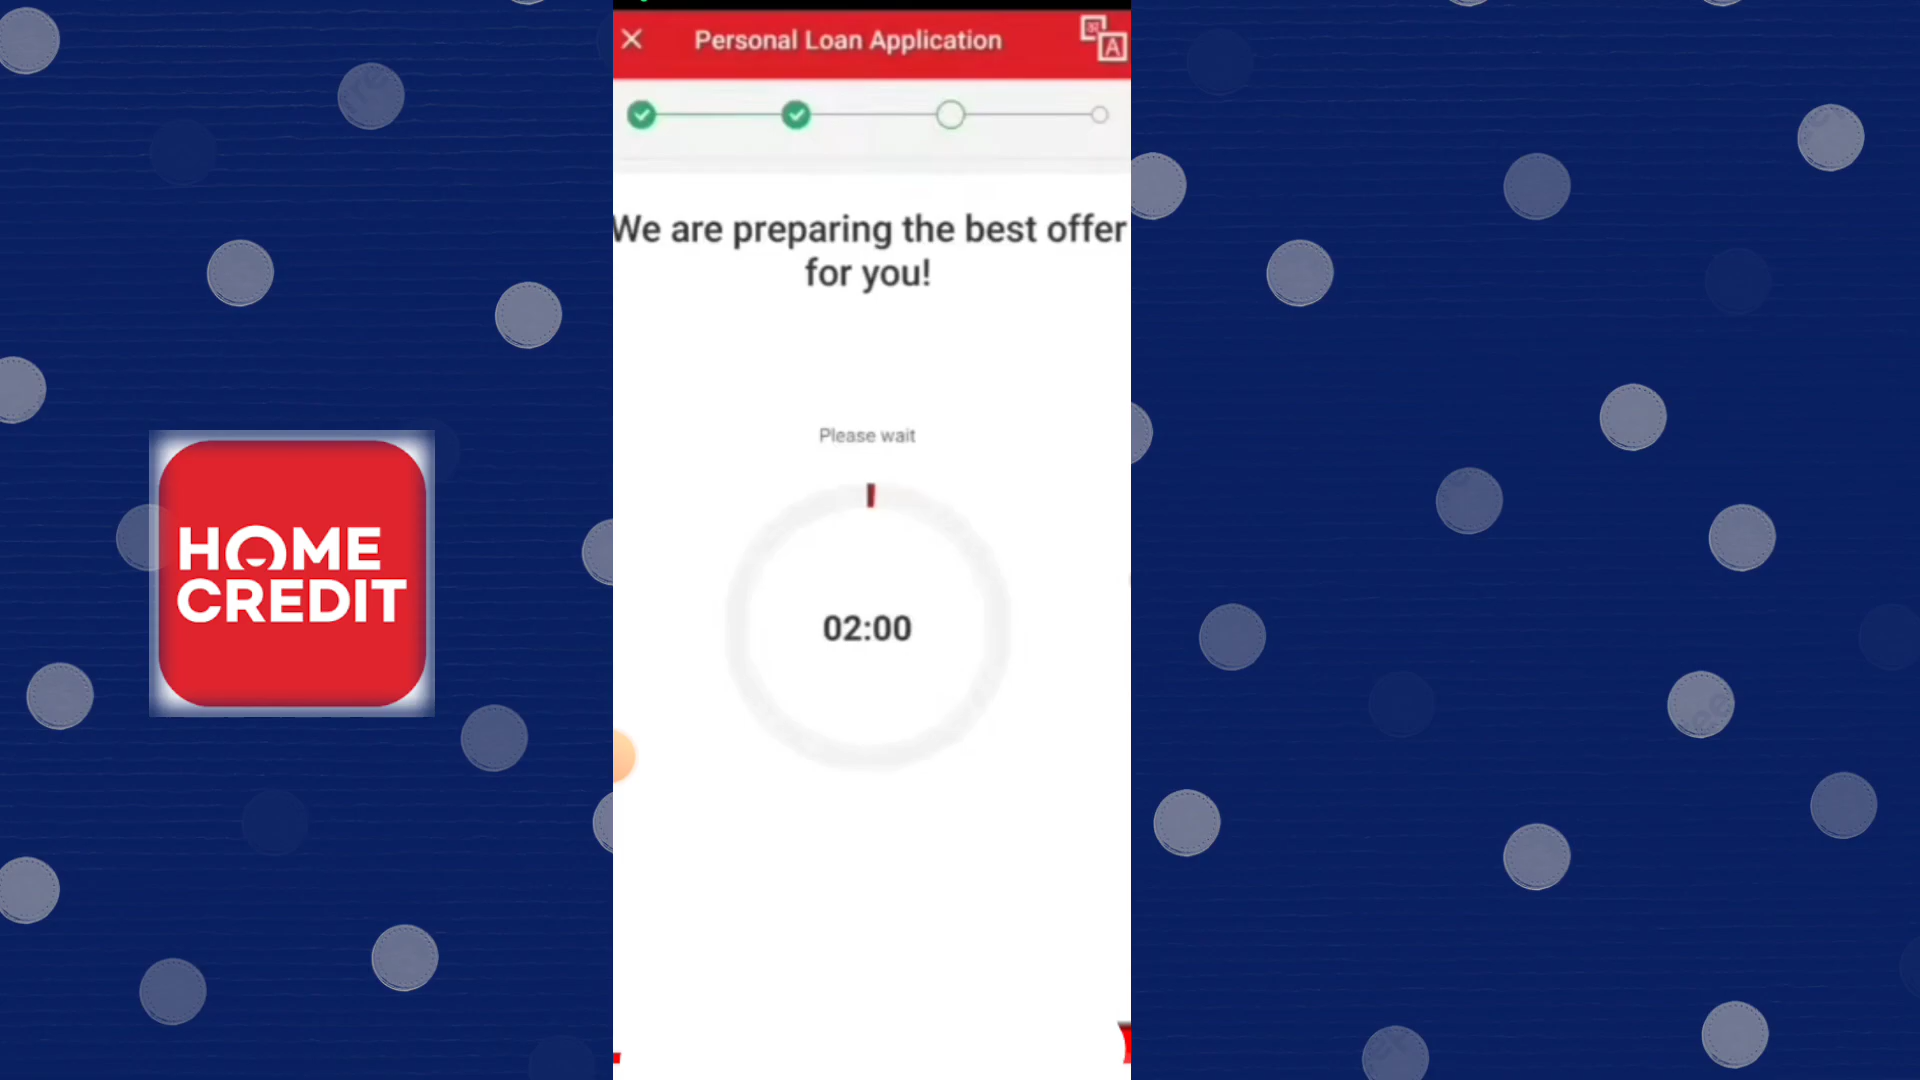 Personal Loan Application
A
We are preparing the best offer
for you!
Please wait
02:00
HOME
CREDIT